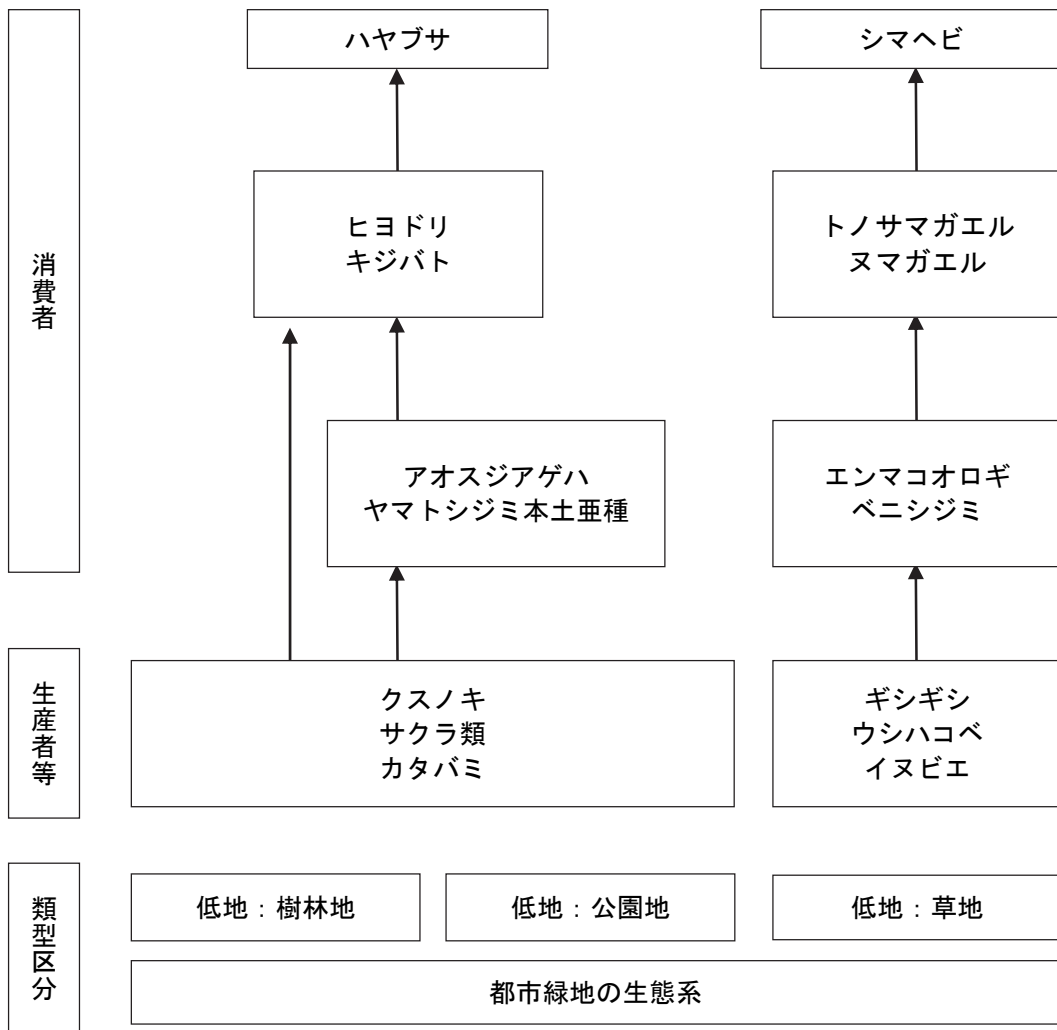 消費者
ハヤブサ
シマヘビ
ヒヨドリ
キジバト
トノサマガエル
ヌマガエル
アオスジアゲハ
ヤマトシジミ本土亜種
エンマコオロギ
ベニシジミ
生産者等
クスノキ
サクラ類
カタバミ
ギシギシ
ウシハコベ
イヌビエ
類型区分
低地：樹林地
低地：公園地
低地：草地
都市緑地の生態系